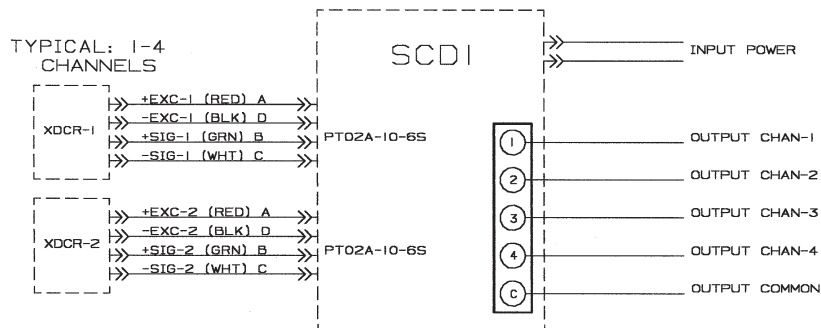 TYPICAL: 1-4
CHANNELS
SCDI
INPUT POWER
XDCR-1
+EXC-1 (RED) A
-EXC-1 (BLK) D
+SIG-1 (GRN) B
-SIG-1 (WHT) C
PT02A-10-6S
XDCR-2
+EXC-2 (RED) A
-EXC-2 (BLK) D
+SIG-2 (GRN) B
-SIG-2 (WHT) C
PT02A-10-6S
1 OUTPUT CHAN-1
2 OUTPUT CHAN-2
3 OUTPUT CHAN-3
4 OUTPUT CHAN-4
C OUTPUT COMMON